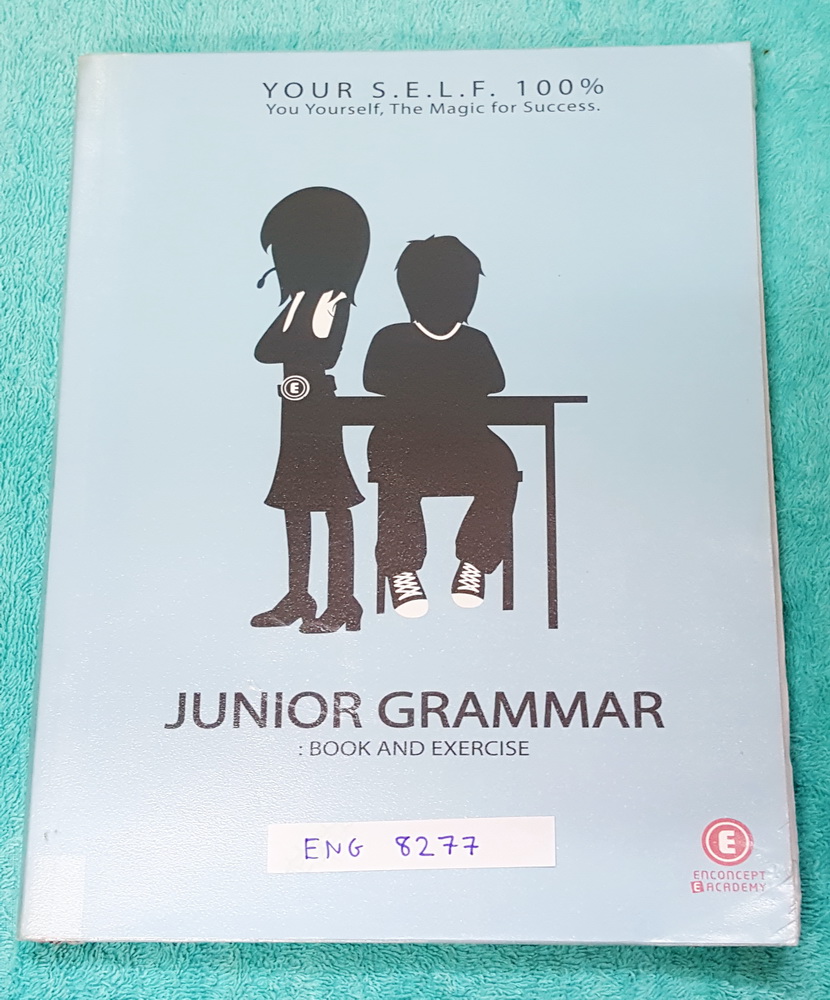 YOUR S.E.L.F. 100%
You Yourself, The Magic for Success.
E
JUNIOR GRAMMAR
: BOOK AND EXERCISE
ENG 8277
E
ENCONCEPT
E ACADEMY